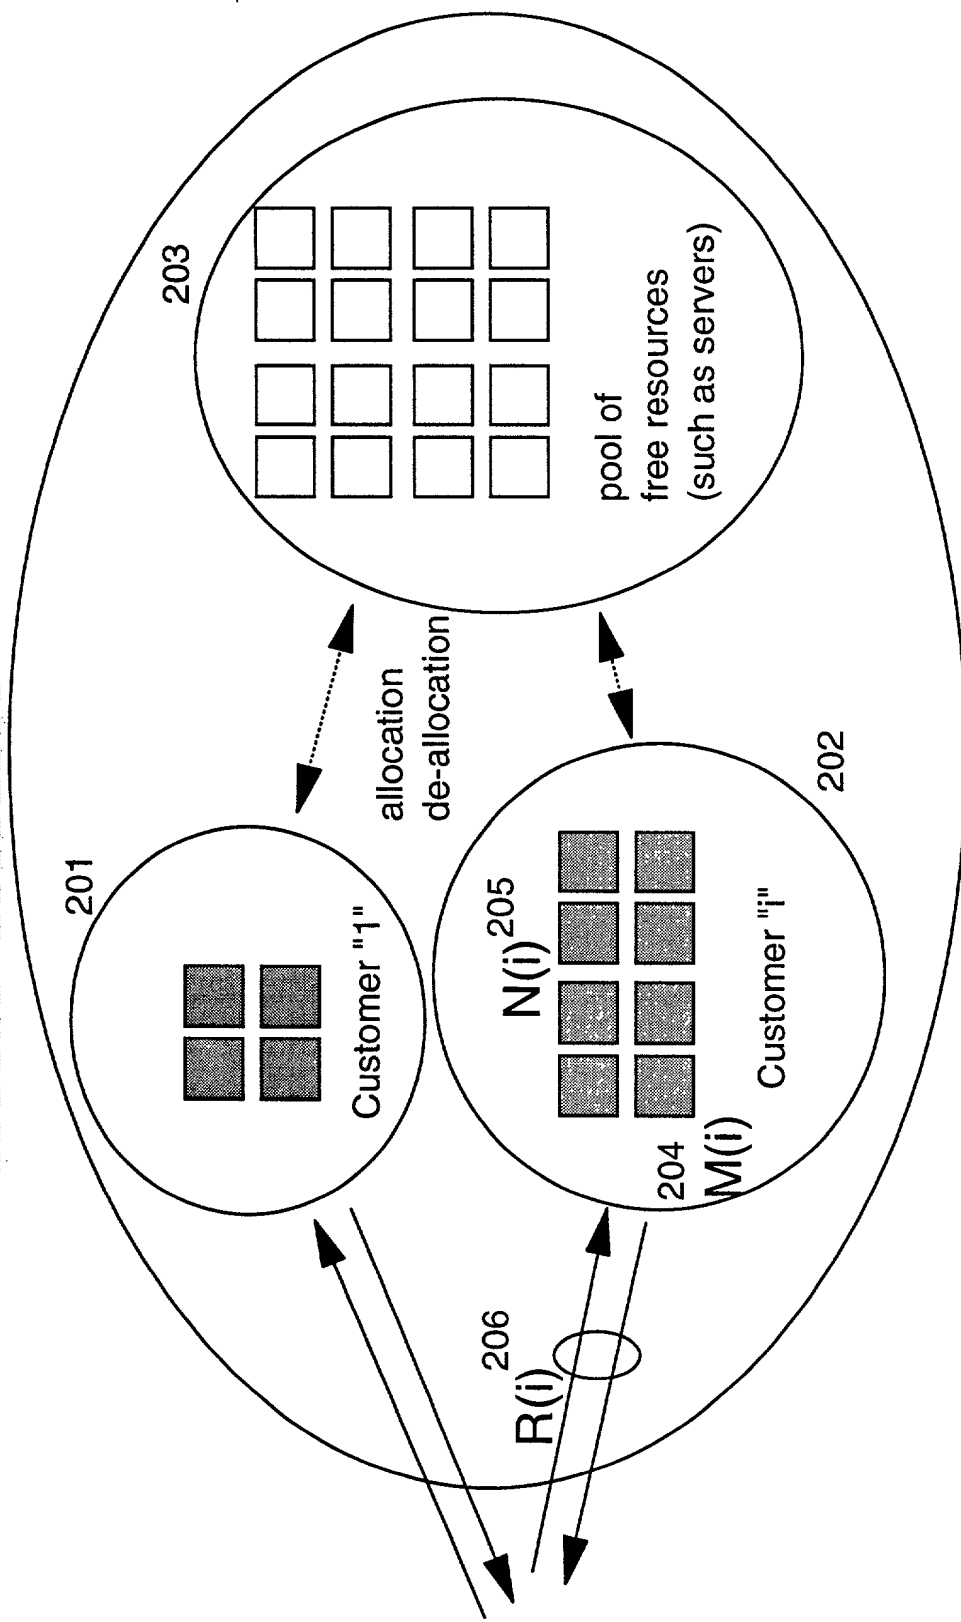 201
Customer "1"
allocation
de-allocation
203
pool of
free resources
(such as servers)
206
R(i)
N(i)
205
204
M(i)
Customer "i"
202